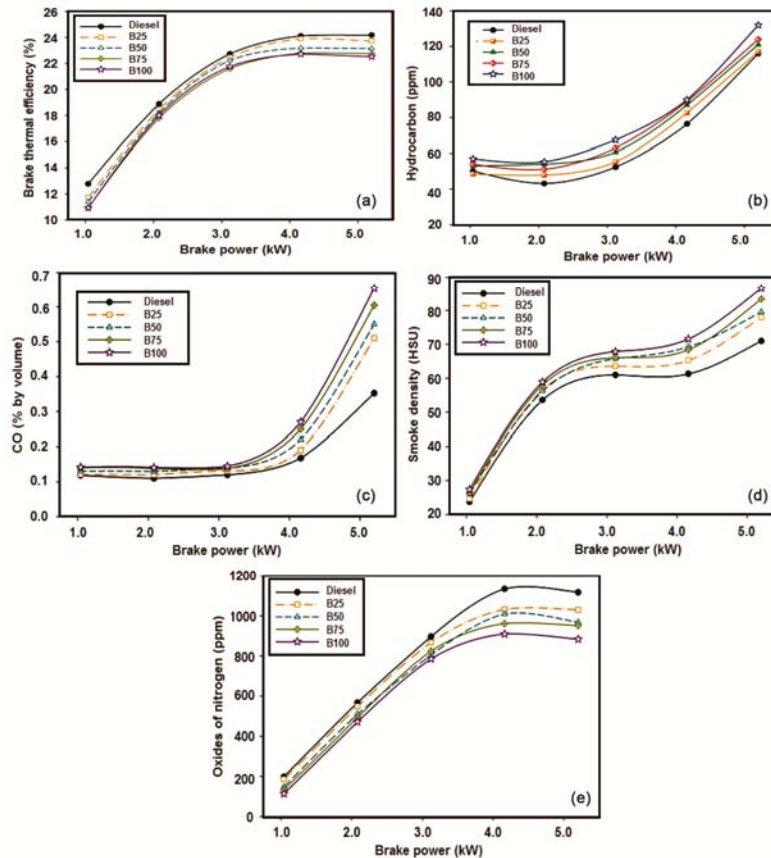 Brake thermal efficiency (%)
26
24
22
20
18
16
14
12
10
Diesel
B25
B50
B75
B100
(a)
1.0 2.0 3.0 4.0 5.0
Brake power (kW)
Hydrocarbon (ppm)
140
120
100
80
60
40
20
Diesel
B25
B50
B75
B100
(b)
1.0 2.0 3.0 4.0 5.0
Brake power (kW)
CO (% by volume)
0.7
0.6
0.5
0.4
0.3
0.2
0.1
0.0
Diesel
B25
B50
B75
B100
(c)
1.0 2.0 3.0 4.0 5.0
Brake power (kW)
Smoke density (HSU)
90
80
70
60
50
40
30
20
Diesel
B25
B50
B75
B100
(d)
1.0 2.0 3.0 4.0 5.0
Brake power (kW)
Oxides of nitrogen (ppm)
1200
1000
800
600
400
200
0
Diesel
B25
B50
B75
B100
(e)
1.0 2.0 3.0 4.0 5.0
Brake power (kW)